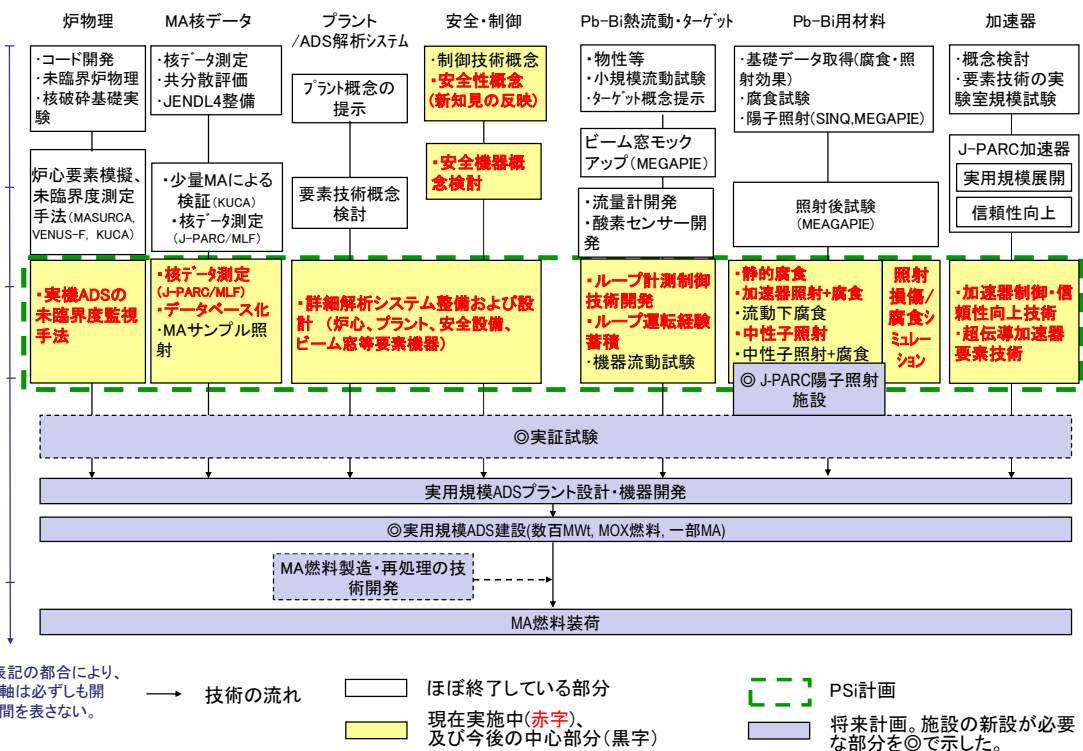 炉物理
MA核データ
プラント
/ADS解析システム
安全・制御
Pb-Bi熱流動・ターゲット
Pb-Bi用材料
加速器
・コード開発
・未臨界炉物理
・核破砕基礎実
験
・核データ測定
・共分散評価
・JENDL4整備
プラント概念の
提示
・制御技術概念
・安全性概念
(新知見の反映)
・物性等
・小規模流動試験
・ターゲット概念提示
・基礎データ取得(腐食・照
射効果)
・腐食試験
・陽子照射(SINQ,MEGAPIE)
・概念検討
・要素技術の実
験室規模試験
炉心要素模擬、
未臨界度測定
手法(MASURCA,
VENUS-F, KUCA)
・少量MAによる
検証(KUCA)
・核データ測定
(J-PARC/MLF)
要素技術概念
検討
・安全機器概
念検討
ビーム窓モック
アップ(MEGAPIE)
・流量計開発
・酸素センサー開
発
照射後試験
(MEAGAPIE)
J-PARC加速器
実用規模展開
信頼性向上
・実機ADSの
未臨界度監視
手法
・核データ測定
(J-PARC/MLF)
・データベース化
・MAサンプル照
射
・詳細解析システム整備および設
計 (炉心、プラント、安全設備、
ビーム窓等要素機器)
・ループ計測制御
技術開発
・ループ運転経験
蓄積
・機器流動試験
・静的腐食
・加速器照射+腐食
・流動下腐食
・中性子照射
・中性子照射+腐食
照射
損傷/
腐食シ
ミュレー
ション
・加速器制御・信
頼性向上技術
・超伝導加速器
要素技術
◎ J-PARC陽子照射
施設
◎実証試験
実用規模ADSプラント設計・機器開発
◎実用規模ADS建設(数百MWt, MOX燃料, 一部MA)
MA燃料製造・再処理の技
術開発
MA燃料装荷
表記の都合により、
軸は必ずしも開
間を表さない。
技術の流れ
ほぼ終了している部分
現在実施中(赤字)、
及び今後の中心部分(黒字)
PSi計画
将来計画。施設の新設が必要
な部分を◎で示した。